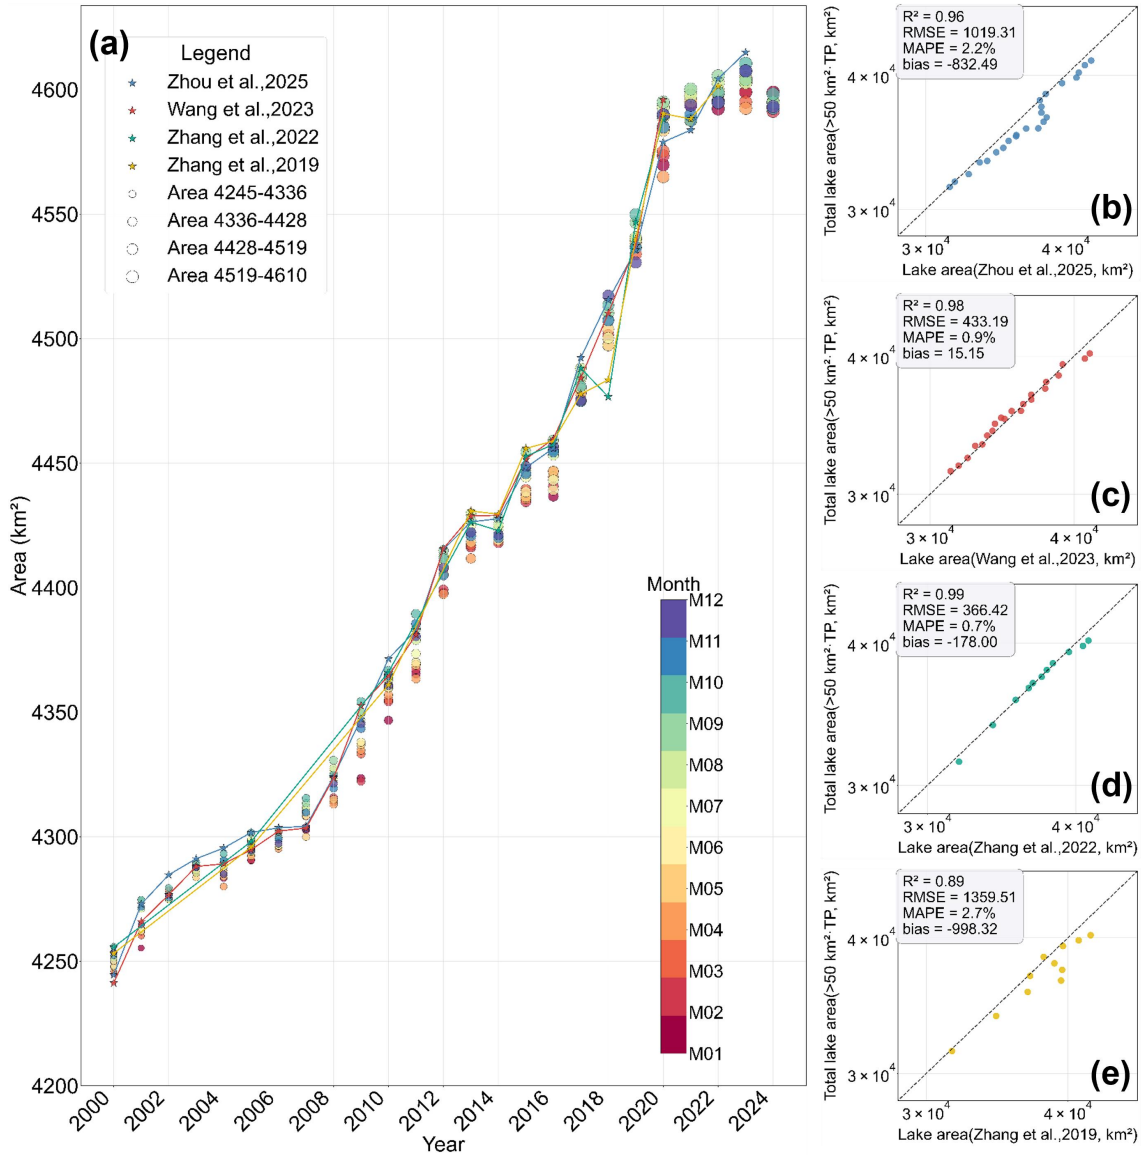 (a)
Legend
Zhou et al.,2025
Wang et al.,2023
Zhang et al.,2022
Zhang et al.,2019
Area 4245-4336
Area 4336-4428
Area 4428-4519
Area 4519-4610
4600
4550
4500
4450
4400
4350
4300
4250
4200
Area (km²)
Month
M12
M11
M10
M09
M08
M07
M06
M05
M04
M03
M02
M01
2000
2002
2004
2006
2008
2010
2012
2014
2016
2018
2020
2022
2024
Year
R² = 0.96
RMSE = 1019.31
MAPE = 2.2%
bias = -832.49
(b)
Total lake area(>50 km²·TP, km²)
4 × 10⁴
3 × 10⁴
3 × 10⁴
4 × 10⁴
Lake area(Zhou et al.,2025, km²)
R² = 0.98
RMSE = 433.19
MAPE = 0.9%
bias = 15.15
(c)
Total lake area(>50 km²·TP, km²)
4 × 10⁴
3 × 10⁴
3 × 10⁴
4 × 10⁴
Lake area(Wang et al.,2023, km²)
R² = 0.99
RMSE = 366.42
MAPE = 0.7%
bias = -178.00
(d)
Total lake area(>50 km²·TP, km²)
4 × 10⁴
3 × 10⁴
3 × 10⁴
4 × 10⁴
Lake area(Zhang et al.,2022, km²)
R² = 0.89
RMSE = 1359.51
MAPE = 2.7%
bias = -998.32
(e)
Total lake area(>50 km²·TP, km²)
4 × 10⁴
3 × 10⁴
3 × 10⁴
4 × 10⁴
Lake area(Zhang et al.,2019, km²)